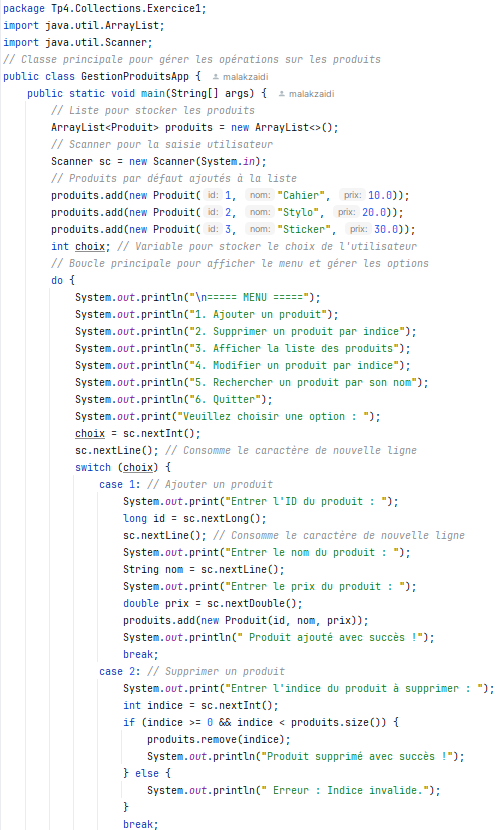 package Tp4.Collections.Exercice1;
import java.util.ArrayList;
import java.util.Scanner;
// Classe principale pour gérer les opérations sur les produits
public class GestionProduitsApp {  malakzaidi
    public static void main(String[] args) {  malakzaidi
        // Liste pour stocker les produits
        ArrayList<Produit> produits = new ArrayList<>();
        // Scanner pour la saisie utilisateur
        Scanner sc = new Scanner(System.in);
        // Produits par défaut ajoutés à la liste
        produits.add(new Produit( id: 1, nom: "Cahier", prix: 10.0));
        produits.add(new Produit( id: 2, nom: "Stylo", prix: 20.0));
        produits.add(new Produit( id: 3, nom: "Sticker", prix: 30.0));
        int choix; // Variable pour stocker le choix de l'utilisateur
        // Boucle principale pour afficher le menu et gérer les options
        do {
            System.out.println("\n===== MENU =====");
            System.out.println("1. Ajouter un produit");
            System.out.println("2. Supprimer un produit par indice");
            System.out.println("3. Afficher la liste des produits");
            System.out.println("4. Modifier un produit par indice");
            System.out.println("5. Rechercher un produit par son nom");
            System.out.println("6. Quitter");
            System.out.print("Veuillez choisir une option : ");
            choix = sc.nextInt();
            sc.nextLine(); // Consomme le caractère de nouvelle ligne
            switch (choix) {
                case 1: // Ajouter un produit
                    System.out.print("Entrer l'ID du produit : ");
                    long id = sc.nextLong();
                    sc.nextLine(); // Consomme le caractère de nouvelle ligne
                    System.out.print("Entrer le nom du produit : ");
                    String nom = sc.nextLine();
                    System.out.print("Entrer le prix du produit : ");
                    double prix = sc.nextDouble();
                    produits.add(new Produit(id, nom, prix));
                    System.out.println(" Produit ajouté avec succès !");
                    break;
                case 2: // Supprimer un produit
                    System.out.print("Entrer l'indice du produit à supprimer : ");
                    int indice = sc.nextInt();
                    if (indice >= 0 && indice < produits.size()) {
                        produits.remove(indice);
                        System.out.println("Produit supprimé avec succès !");
                    } else {
                        System.out.println(" Erreur : Indice invalide.");
                    }
                    break;